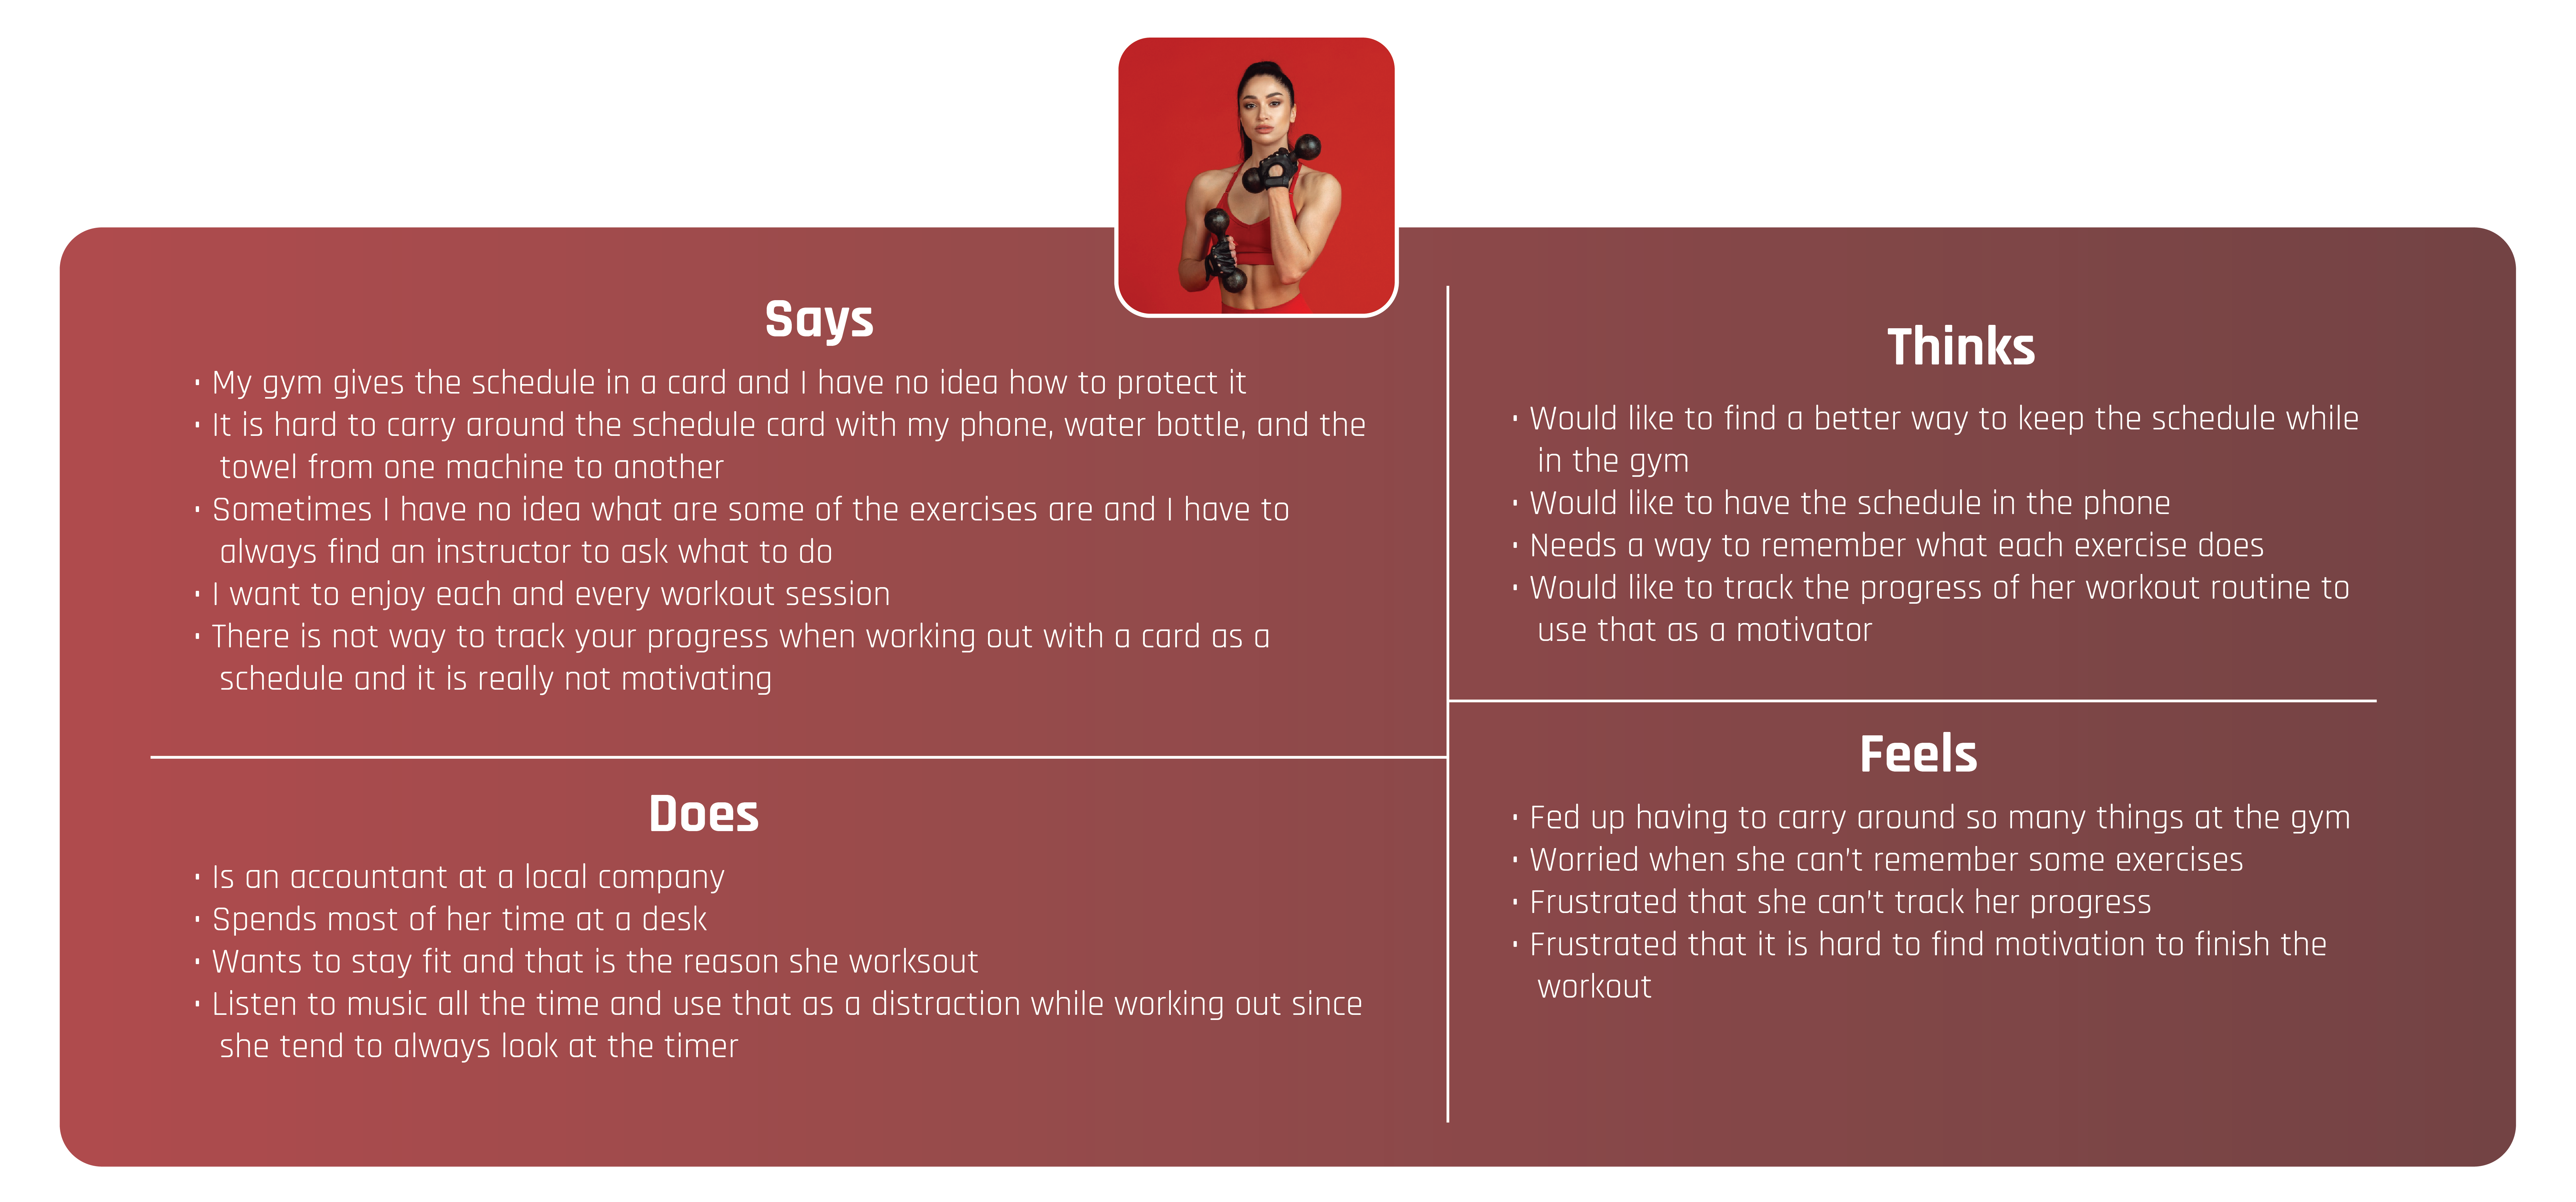 Says
· My gym gives the schedule in a card and I have no idea how to protect it
· It is hard to carry around the schedule card with my phone, water bottle, and the
towel from one machine to another
· Sometimes I have no idea what are some of the exercises are and I have to
always find an instructor to ask what to do
· I want to enjoy each and every workout session
· There is not way to track your progress when working out with a card as a
schedule and it is really not motivating
Thinks
· Would like to find a better way to keep the schedule while
in the gym
· Would like to have the schedule in the phone
· Needs a way to remember what each exercise does
· Would like to track the progress of her workout routine to
use that as a motivator
Does
· Is an accountant at a local company
· Spends most of her time at a desk
· Wants to stay fit and that is the reason she worksout
· Listen to music all the time and use that as a distraction while working out since
she tend to always look at the timer
Feels
· Fed up having to carry around so many things at the gym
· Worried when she can't remember some exercises
· Frustrated that she can't track her progress
· Frustrated that it is hard to find motivation to finish the
workout